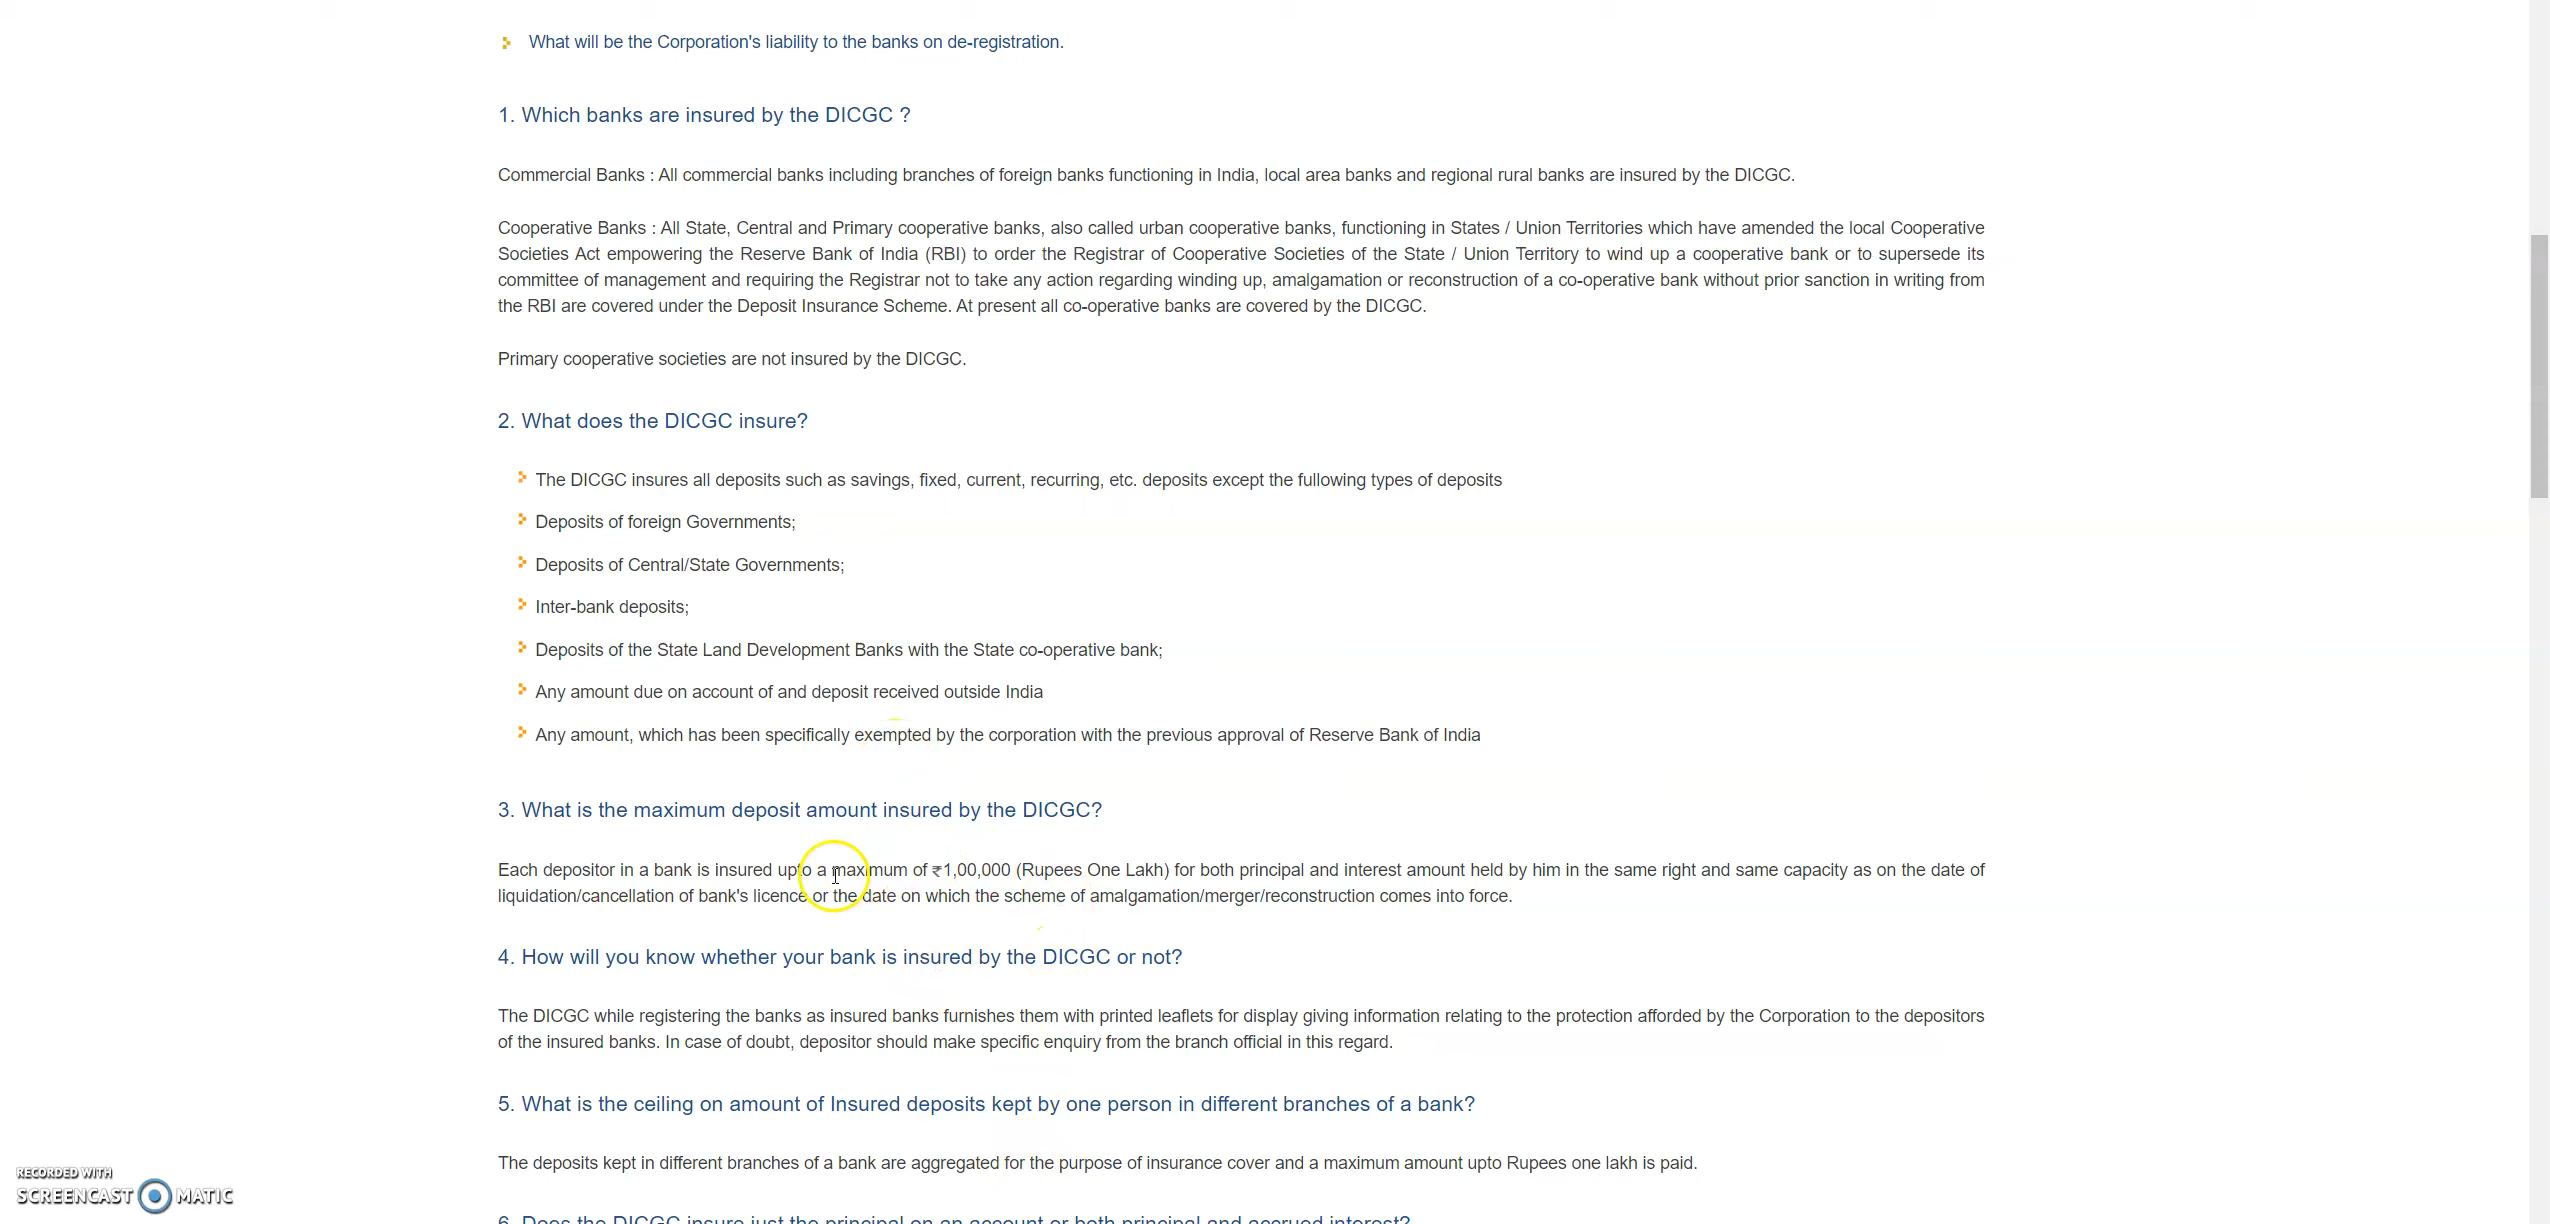 What will be the Corporation's liability to the banks on de-registration.
1. Which banks are insured by the DICGC ?
Commercial Banks : All commercial banks including branches of foreign banks functioning in India, local area banks and regional rural banks are insured by the DICGC.
Cooperative Banks : All State, Central and Primary cooperative banks, also called urban cooperative banks, functioning in States / Union Territories which have amended the local Cooperative
Societies Act empowering the Reserve Bank of India (RBI) to order the Registrar of Cooperative Societies of the State / Union Territory to wind up a cooperative bank or to supersede its
committee of management and requiring the Registrar not to take any action regarding winding up, amalgamation or reconstruction of a co-operative bank without prior sanction in writing from
the RBI are covered under the Deposit Insurance Scheme. At present all co-operative banks are covered by the DICGC.
Primary cooperative societies are not insured by the DICGC.
2. What does the DICGC insure?
The DICGC insures all deposits such as savings, fixed, current, recurring, etc. deposits except the fullowing types of deposits
Deposits of foreign Governments;
Deposits of Central/State Governments;
Inter-bank deposits;
Deposits of the State Land Development Banks with the State co-operative bank;
Any amount due on account of and deposit received outside India
Any amount, which has been specifically exempted by the corporation with the previous approval of Reserve Bank of India
3. What is the maximum deposit amount insured by the DICGC?
Each depositor in a bank is insured upto a maximum of ₹1,00,000 (Rupees One Lakh) for both principal and interest amount held by him in the same right and same capacity as on the date of
liquidation/cancellation of bank's licence or the date on which the scheme of amalgamation/merger/reconstruction comes into force.
4. How will you know whether your bank is insured by the DICGC or not?
The DICGC while registering the banks as insured banks furnishes them with printed leaflets for display giving information relating to the protection afforded by the Corporation to the depositors
of the insured banks. In case of doubt, depositor should make specific enquiry from the branch official in this regard.
5. What is the ceiling on amount of Insured deposits kept by one person in different branches of a bank?
The deposits kept in different branches of a bank are aggregated for the purpose of insurance cover and a maximum amount upto Rupees one lakh is paid.
RECORDED WITH
SCREENCAST MATIC
6. Does the DICGC insure just the principal on an account or both principal and accrued interest?